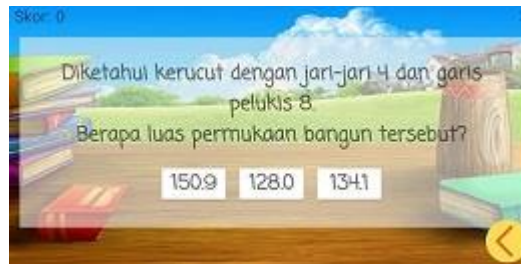 Skor: 0
Diketahui kerucut dengan jari-jari 4 dan garis
pelukis 8.
Berapa luas permukaan bangun tersebut?
150.9 128.0 134.1